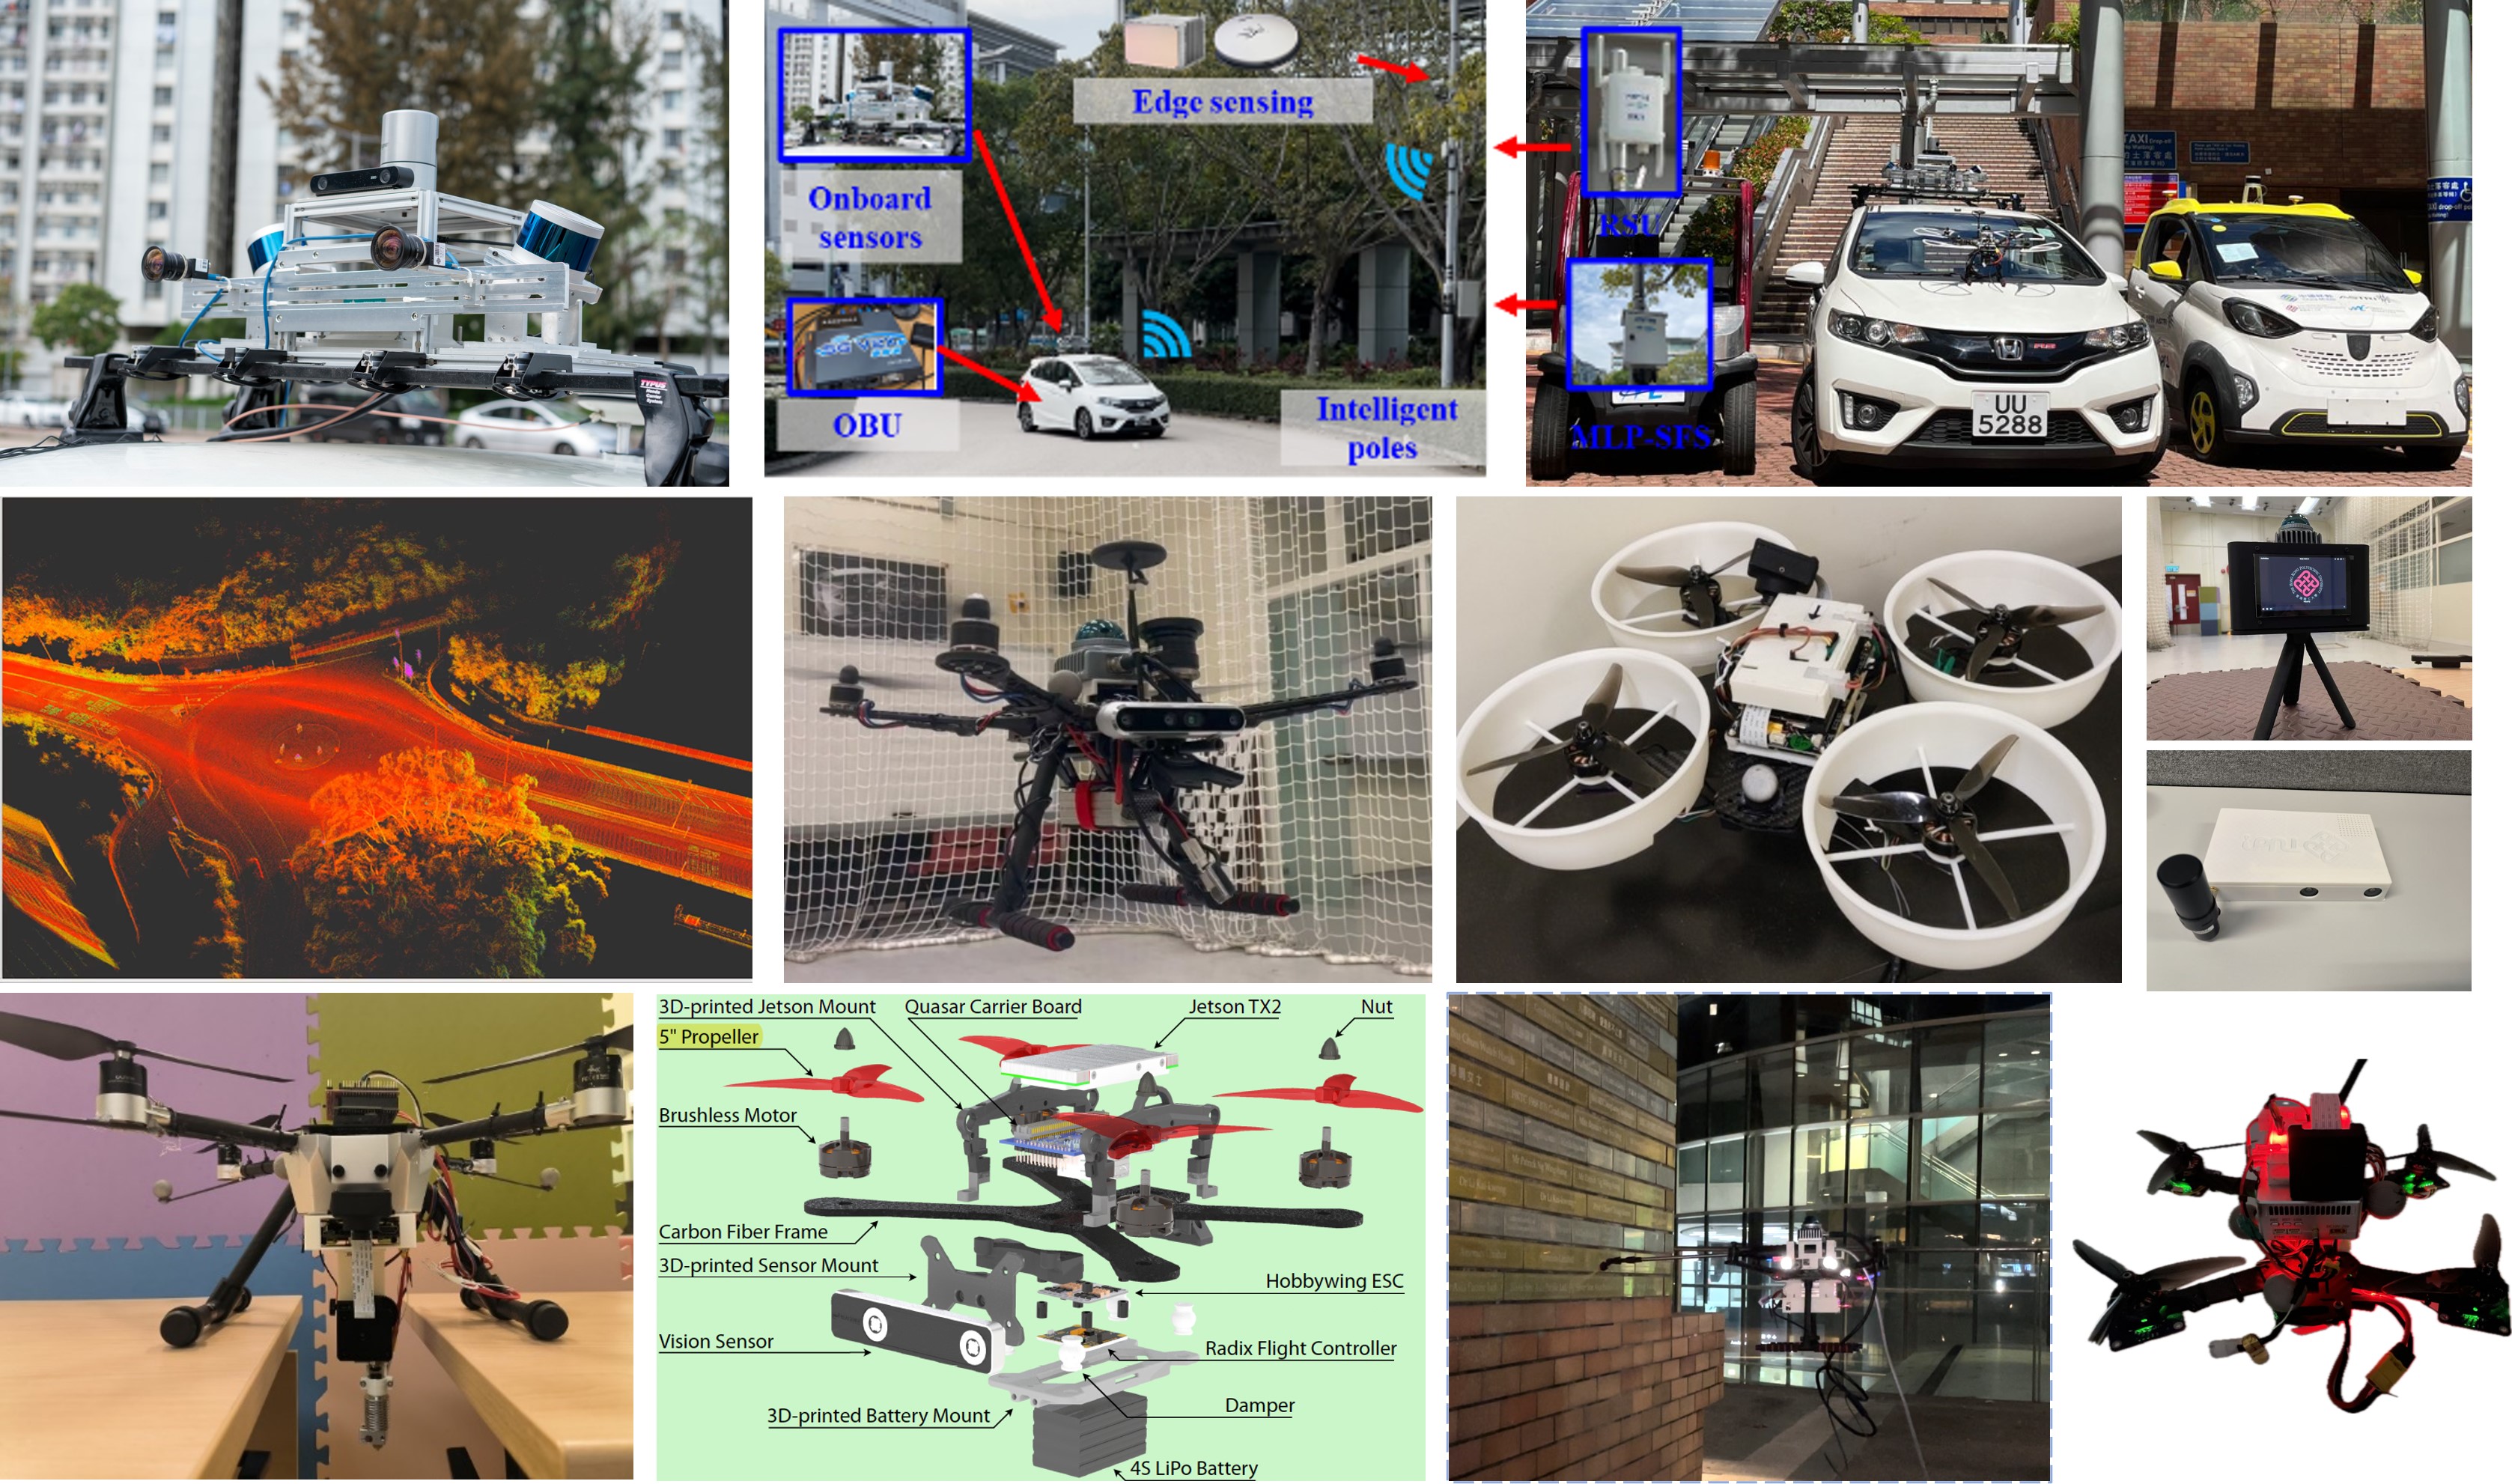 TYPUS
Onboard
sensors
OBU
Edge sensing
Intelligent
poles
RSU
MLP-SFS
TAXI
UU
5288
3D-printed Jetson Mount
Quasar Carrier Board
Jetson TX2
Nut
5" Propeller
Brushless Motor
Carbon Fiber Frame
3D-printed Sensor Mount
Hobbywing ESC
Vision Sensor
Radix Flight Controller
3D-printed Battery Mount
Damper
4S LiPo Battery